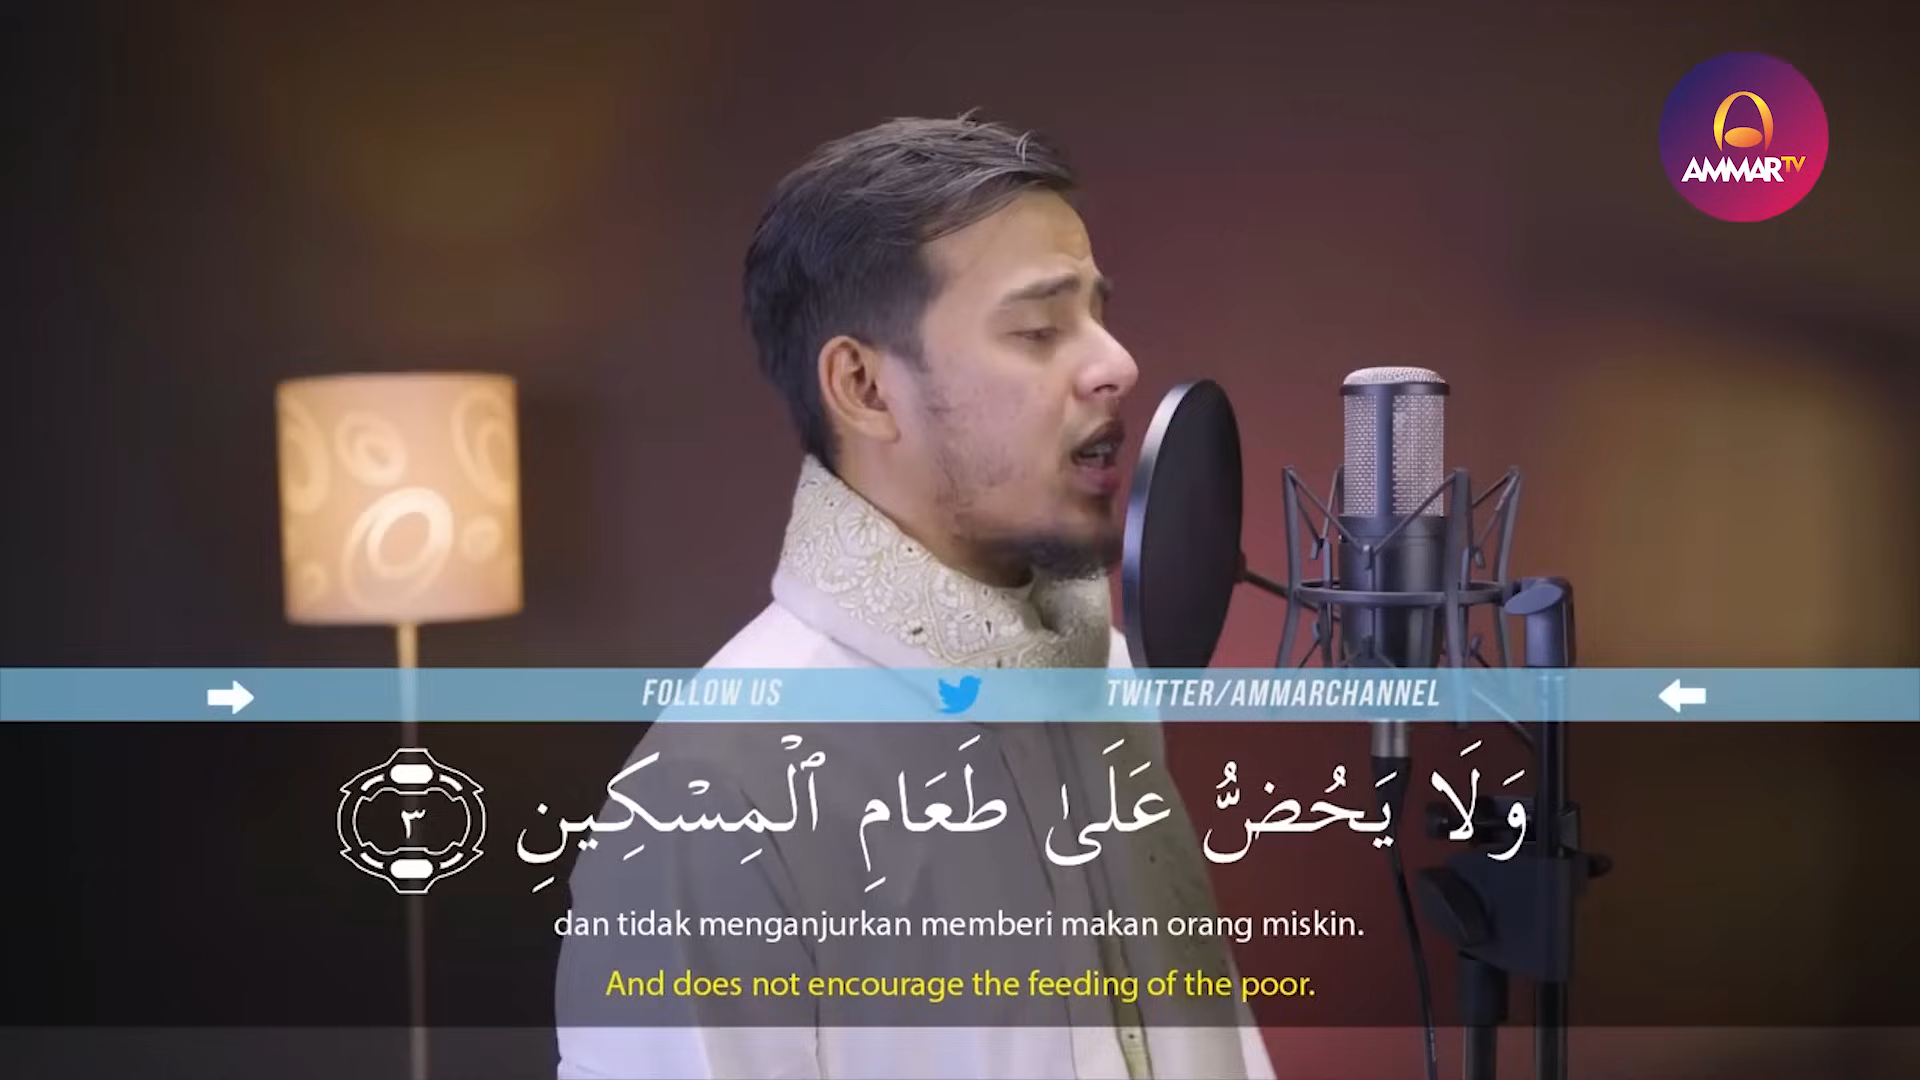 AMMARTV
FOLLOW US TWITTER/AMMARCHANNEL
وَلَا يَحُضُّ عَلَىٰ طَعَامِ ٱلْمِسْكِينِ ٣
dan tidak menganjurkan memberi makan orang miskin.
And does not encourage the feeding of the poor.